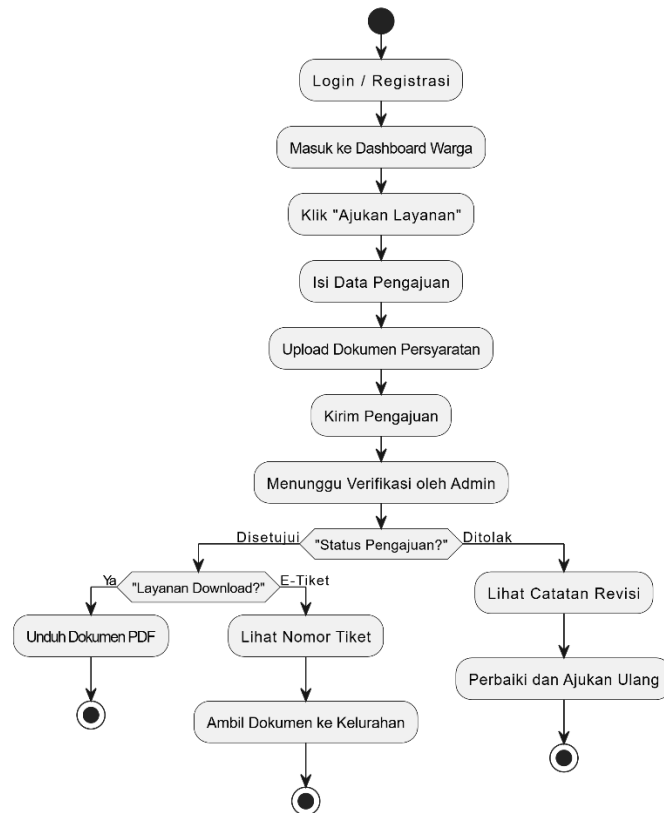 Login / Registrasi
Masuk ke Dashboard Warga
Klik "Ajukan Layanan"
Isi Data Pengajuan
Upload Dokumen Persyaratan
Kirim Pengajuan
Menunggu Verifikasi oleh Admin
Disetujui
"Status Pengajuan?"
Ditolak
Ya
"Layanan Download?"
E-Tiket
Lihat Catatan Revisi
Unduh Dokumen PDF
Lihat Nomor Tiket
Perbaiki dan Ajukan Ulang
Ambil Dokumen ke Kelurahan